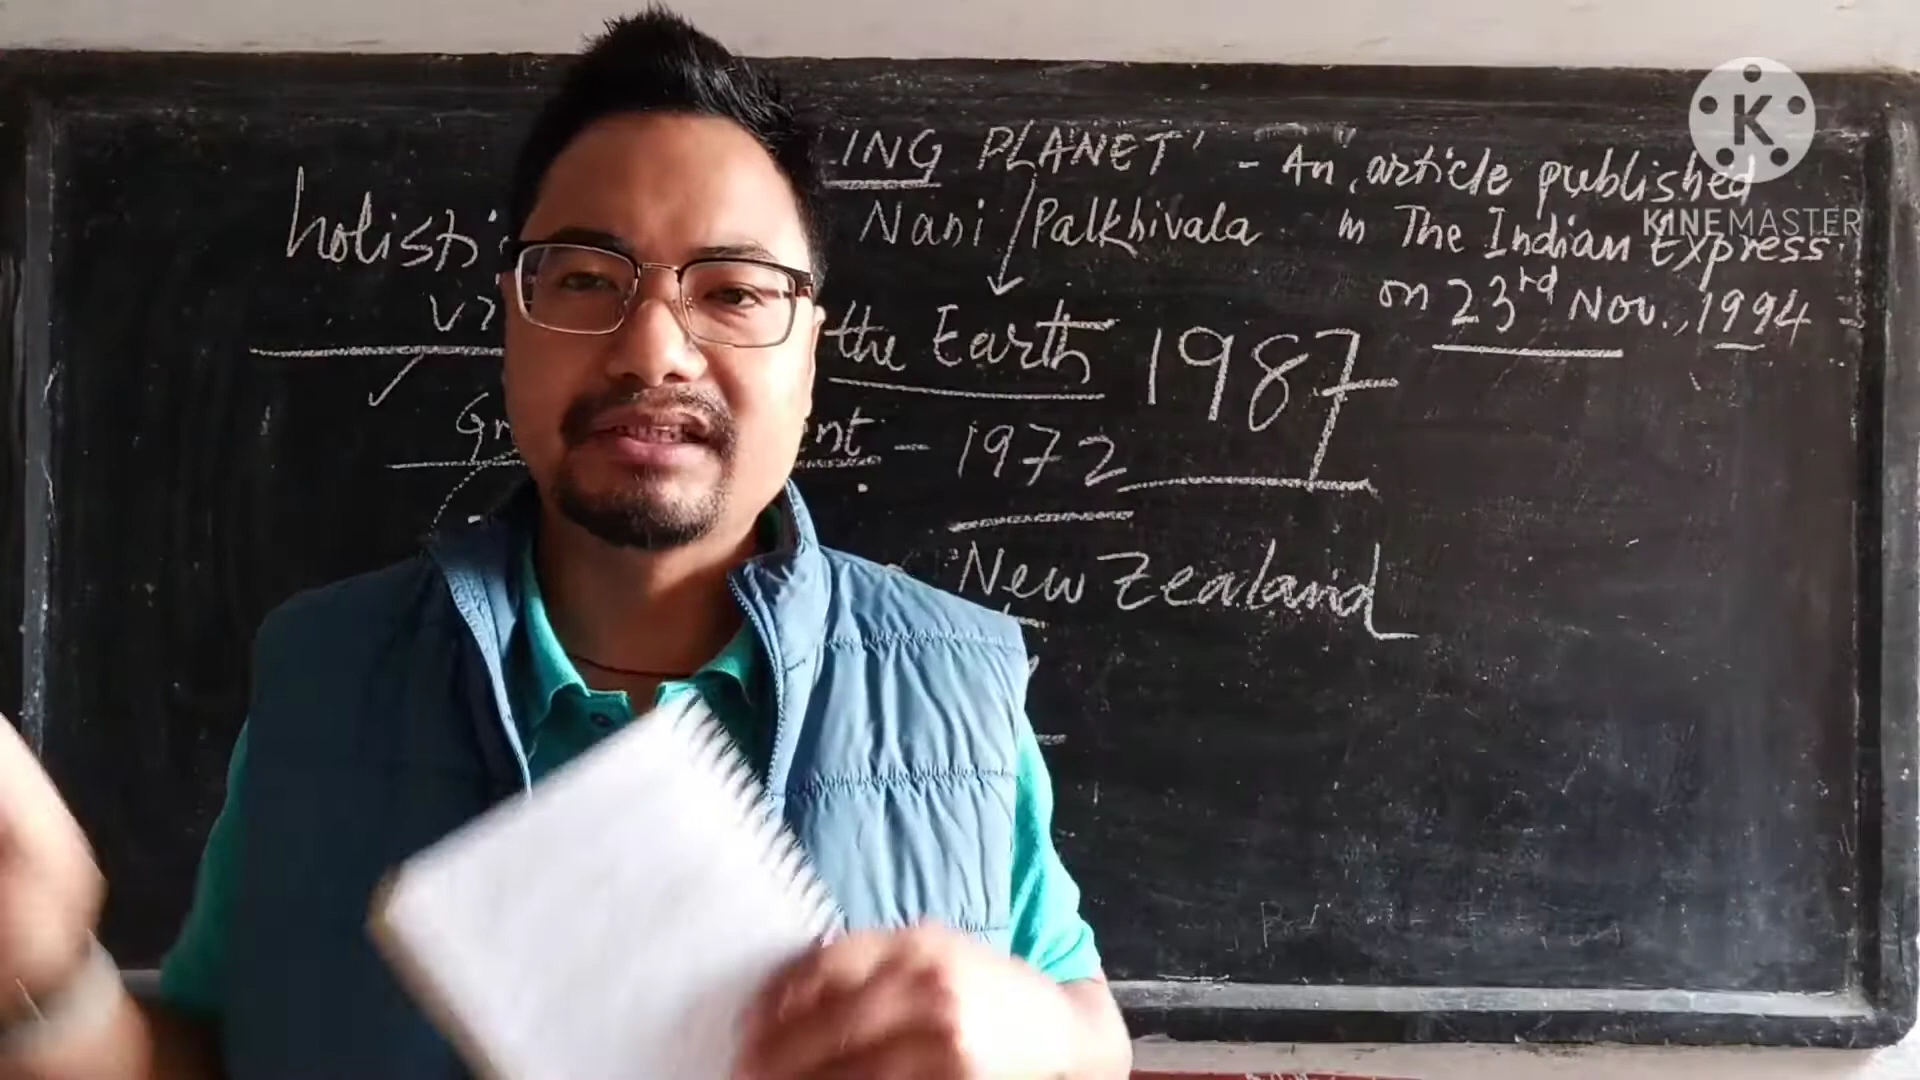 ING PLANET' - An article published
Nani Palkhivala in The Indian Express
on 23rd Nov., 1994
holisti
the Earth 1987
Gr nt - 1972
New Zealand
K
KINEMASTER